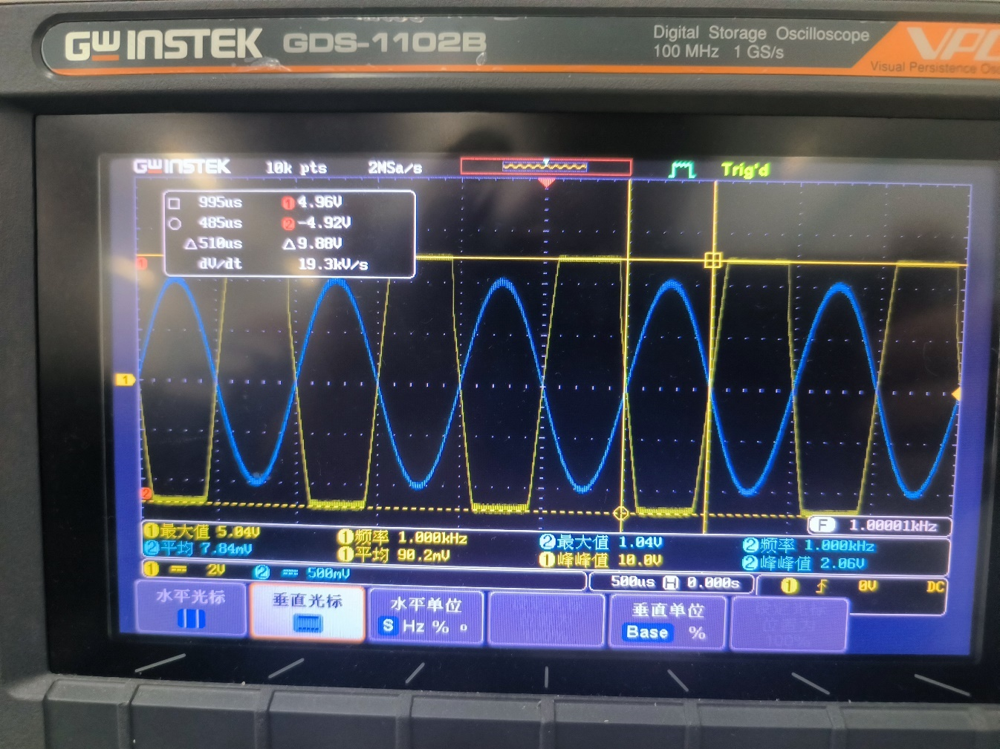 GW INSTEK GDS-1102B
Digital Storage Oscilloscope
100 MHz 1 GS/s
Visual Persistence
GW INSTEK 10k pts 2MSa/s Trig'd
995us 1 4.96V
485us 2 -4.92V
△510us △9.88V
dV/dt 19.3kV/s
1
1
2
F 1.00001kHz
1 最大值 5.04V 1 频率 1.000kHz 2 最大值 1.04V 2 频率 1.000kHz
2 平均 7.84mV 1 平均 90.2mV 1 峰峰值 10.0V 2 峰峰值 2.06V
1 2V 2 500mV 500us H 0.000s 1 0V DC
水平光标 垂直光标 水平单位 垂直单位
S Hz % ° Base %